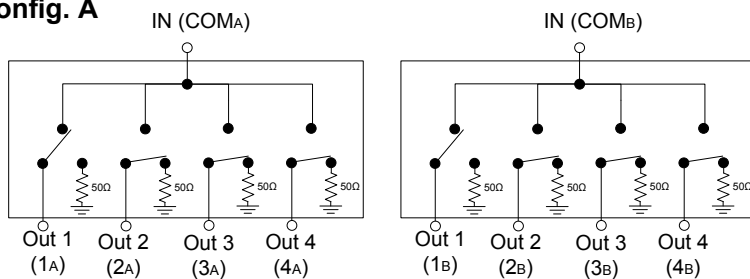 onfig. A
IN (COMA)
IN (COMB)
50Ω 50Ω 50Ω 50Ω
50Ω 50Ω 50Ω 50Ω
Out 1 Out 2 Out 3 Out 4
(1A) (2A) (3A) (4A)
Out 1 Out 2 Out 3 Out 4
(1B) (2B) (3B) (4B)